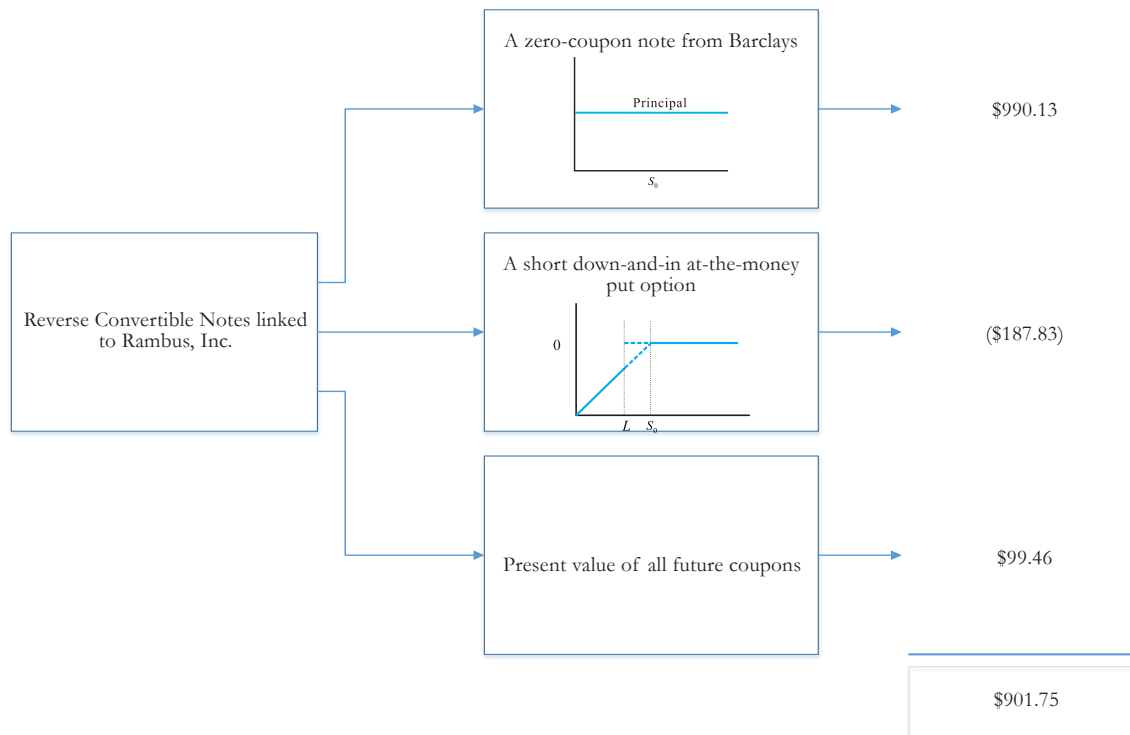 A zero-coupon note from Barclays
Principal
S₀
$990.13
Reverse Convertible Notes linked
to Rambus, Inc.
A short down-and-in at-the-money
put option
0
L S₀
($187.83)
Present value of all future coupons
$99.46
$901.75